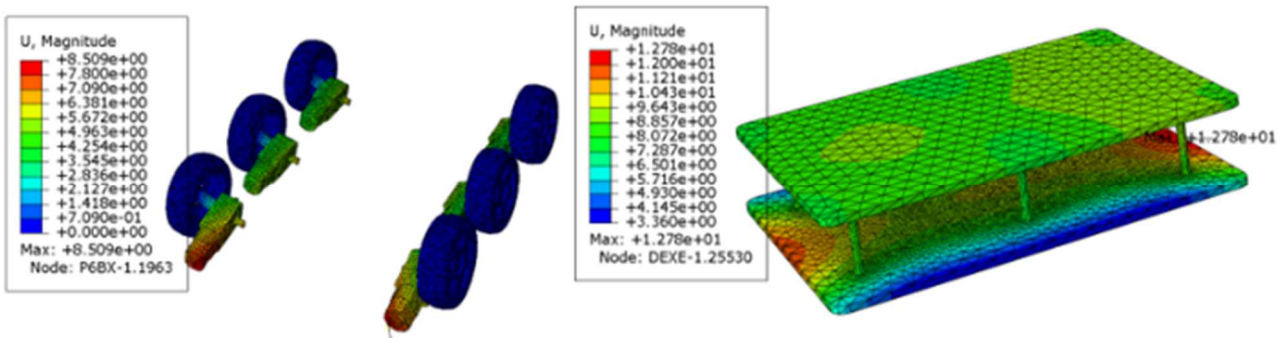 U, Magnitude
+8.509e+00
+7.800e+00
+7.090e+00
+6.381e+00
+5.672e+00
+4.963e+00
+4.254e+00
+3.545e+00
+2.836e+00
+2.127e+00
+1.418e+00
+7.090e-01
+0.000e+00
Max: +8.509e+00
Node: P6BX-1.1963
U, Magnitude
+1.278e+01
+1.200e+01
+1.121e+01
+1.043e+01
+9.643e+00
+8.857e+00
+8.072e+00
+7.287e+00
+6.501e+00
+5.716e+00
+4.930e+00
+4.145e+00
+3.360e+00
Max: +1.278e+01
Node: DEXE-1.25530
+1.278e+01